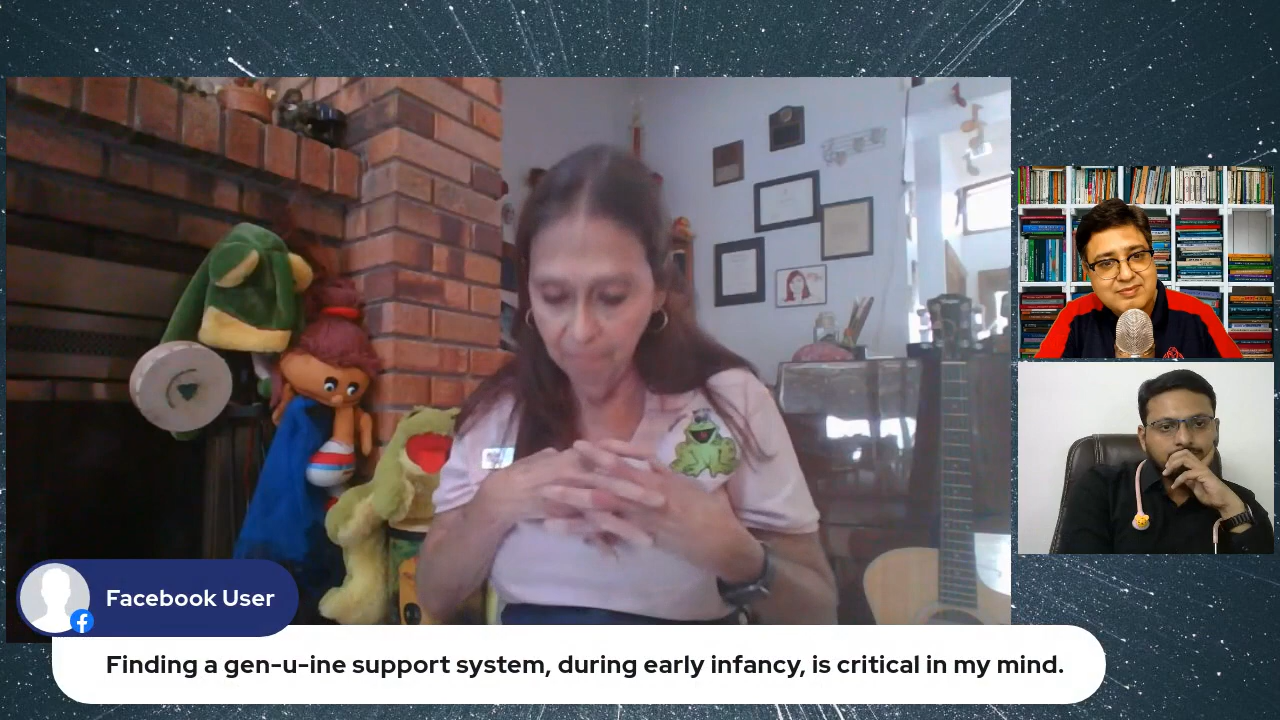 Facebook User
Finding a gen-u-ine support system, during early infancy, is critical in my mind.